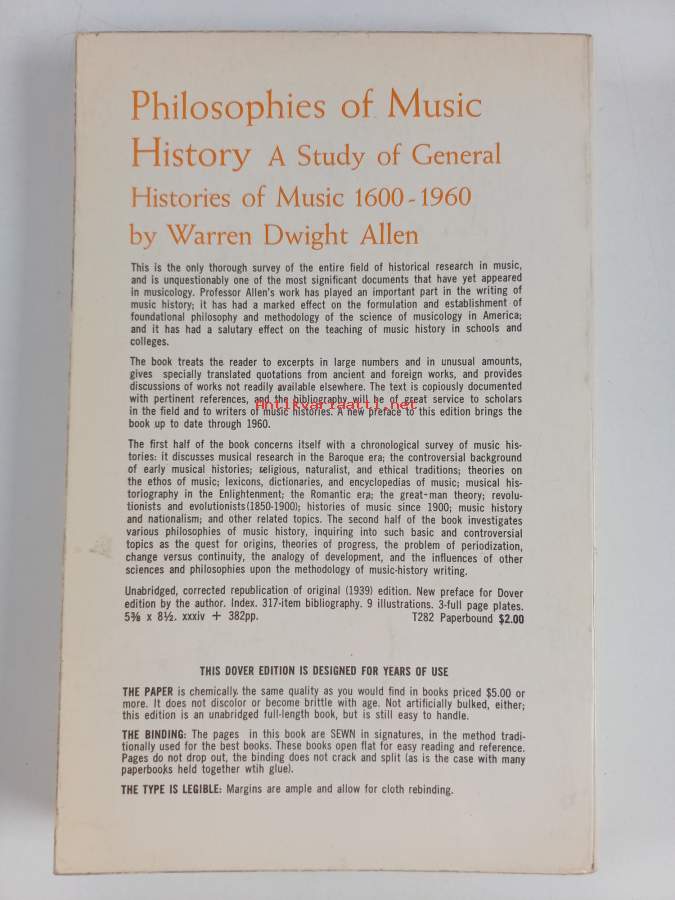 Philosophies of Music
History A Study of General
Histories of Music 1600-1960
by Warren Dwight Allen
This is the only thorough survey of the entire field of historical research in music,
and is unquestionably one of the most significant documents that have yet appeared
in musicology. Professor Allen's work has played an important part in the writing of
music history; it has had a marked effect on the formulation and establishment of
foundational philosophy and methodology of the science of musicology in America;
and it has had a salutary effect on the teaching of music history in schools and
colleges.
The book treats the reader to excerpts in large numbers and in unusual amounts,
gives specially translated quotations from ancient and foreign works, and provides
discussions of works not readily available elsewhere. The text is copiously documented
with pertinent references, and the bibliography will be of great service to scholars
Antikvariaatti.net
in the field and to writers of music histories. A new preface to this edition brings the
book up to date through 1960.
The first half of the book concerns itself with a chronological survey of music his-
tories: it discusses musical research in the Baroque era; the controversial background
of early musical histories; religious, naturalist, and ethical traditions; theories on
the ethos of music; lexicons, dictionaries, and encyclopedias of music; musical his-
toriography in the Enlightenment; the Romantic era; the great-man theory; revolu-
tionists and evolutionists (1850-1900); histories of music since 1900; music history
and nationalism; and other related topics. The second half of the book investigates
various philosophies of music history, inquiring into such basic and controversial
topics as the quest for origins, theories of progress, the problem of periodization,
change versus continuity, the analogy of development, and the influences of other
sciences and philosophies upon the methodology of music-history writing.
Unabridged, corrected republication of original (1939) edition. New preface for Dover
edition by the author. Index. 317-item bibliography. 9 illustrations. 3-full page plates.
5⅜ x 8½. xxxiv + 382pp. T282 Paperbound $2.00
THIS DOVER EDITION IS DESIGNED FOR YEARS OF USE
THE PAPER is chemically the same quality as you would find in books priced $5.00 or
more. It does not discolor or become brittle with age. Not artificially bulked, either;
this edition is an unabridged full-length book, but is still easy to handle.
THE BINDING: The pages in this book are SEWN in signatures, in the method tradi-
tionally used for the best books. These books open flat for easy reading and reference.
Pages do not drop out, the binding does not crack and split (as is the case with many
paperbooks held together wtih glue).
THE TYPE IS LEGIBLE: Margins are ample and allow for cloth rebinding.